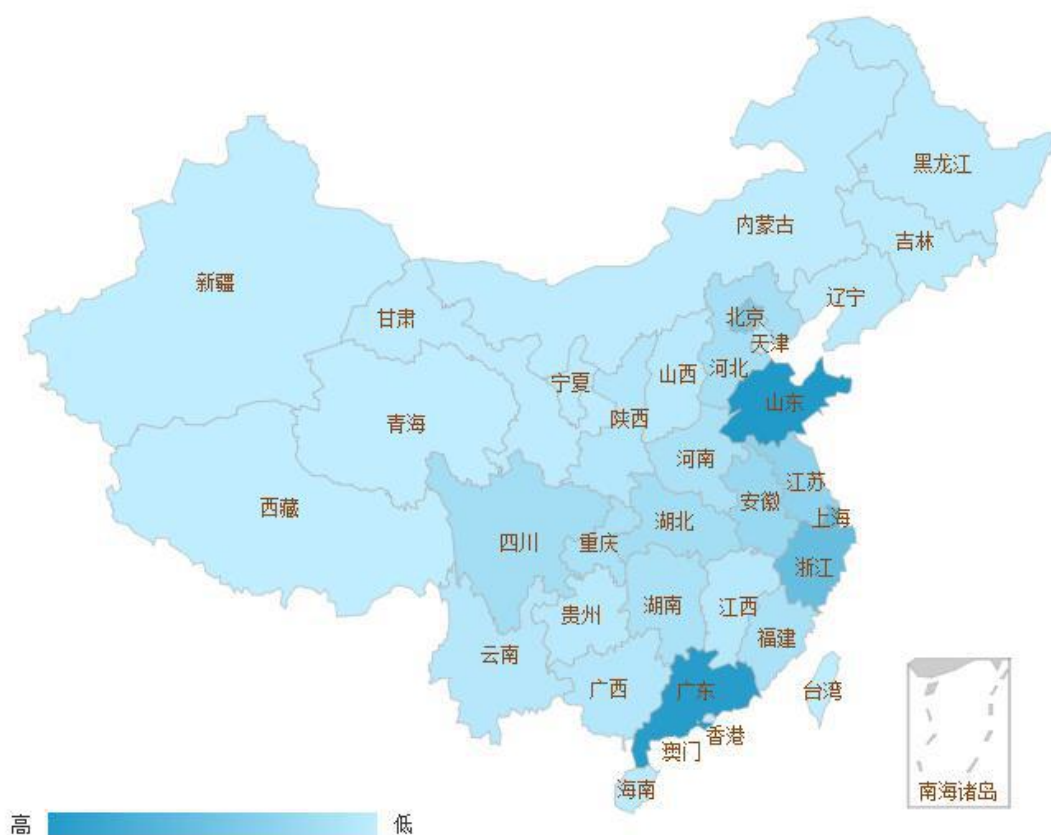 黑龙江
内蒙古
吉林
新疆
辽宁
甘肃
北京
天津
河北
山西
宁夏
山东
陕西
青海
河南
江苏
安徽
西藏
上海
湖北
四川
重庆
浙江
贵州
湖南
江西
福建
云南
广西
广东
台湾
香港
澳门
海南
南海诸岛
高
低